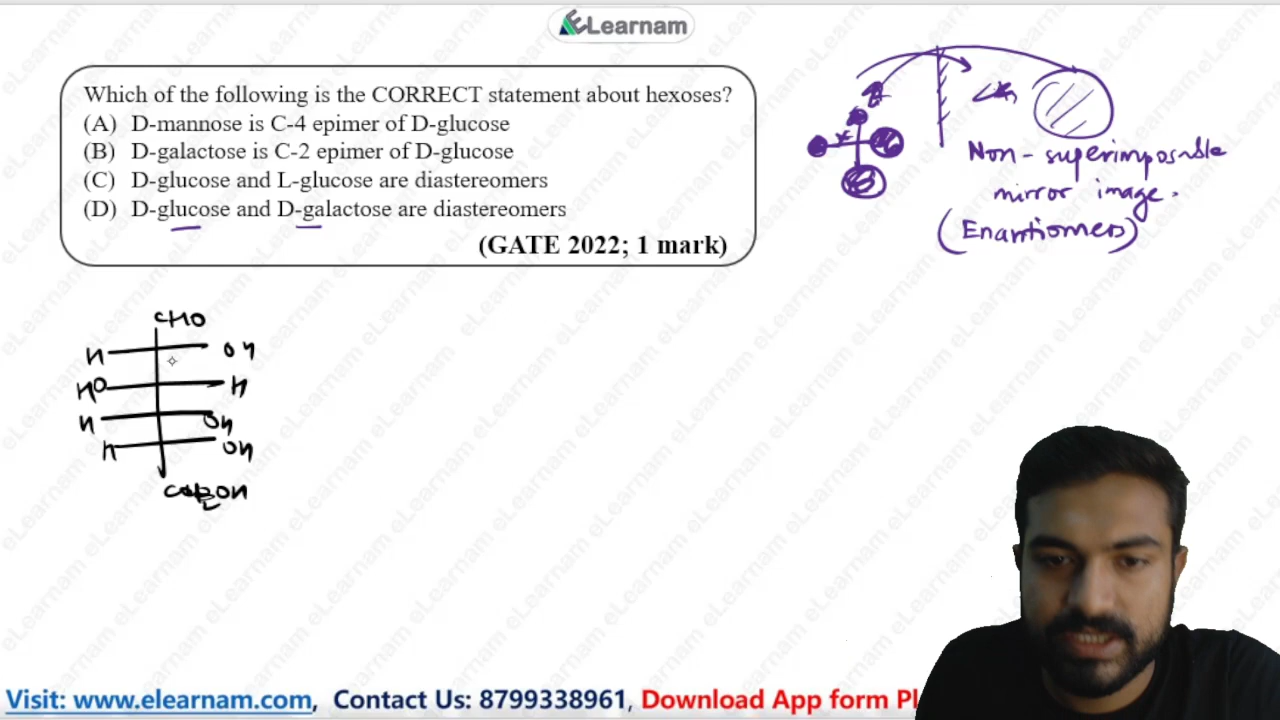 eLearnam
Which of the following is the CORRECT statement about hexoses?
(A) D-mannose is C-4 epimer of D-glucose
(B) D-galactose is C-2 epimer of D-glucose
(C) D-glucose and L-glucose are diastereomers
(D) D-glucose and D-galactose are diastereomers
(GATE 2022; 1 mark)
Non-superimposable
mirror image.
(Enantiomers)
CHO
H OH
HO H
H OH
H OH
CH2OH
Visit: www.elearnam.com, Contact Us: 8799338961, Download App form